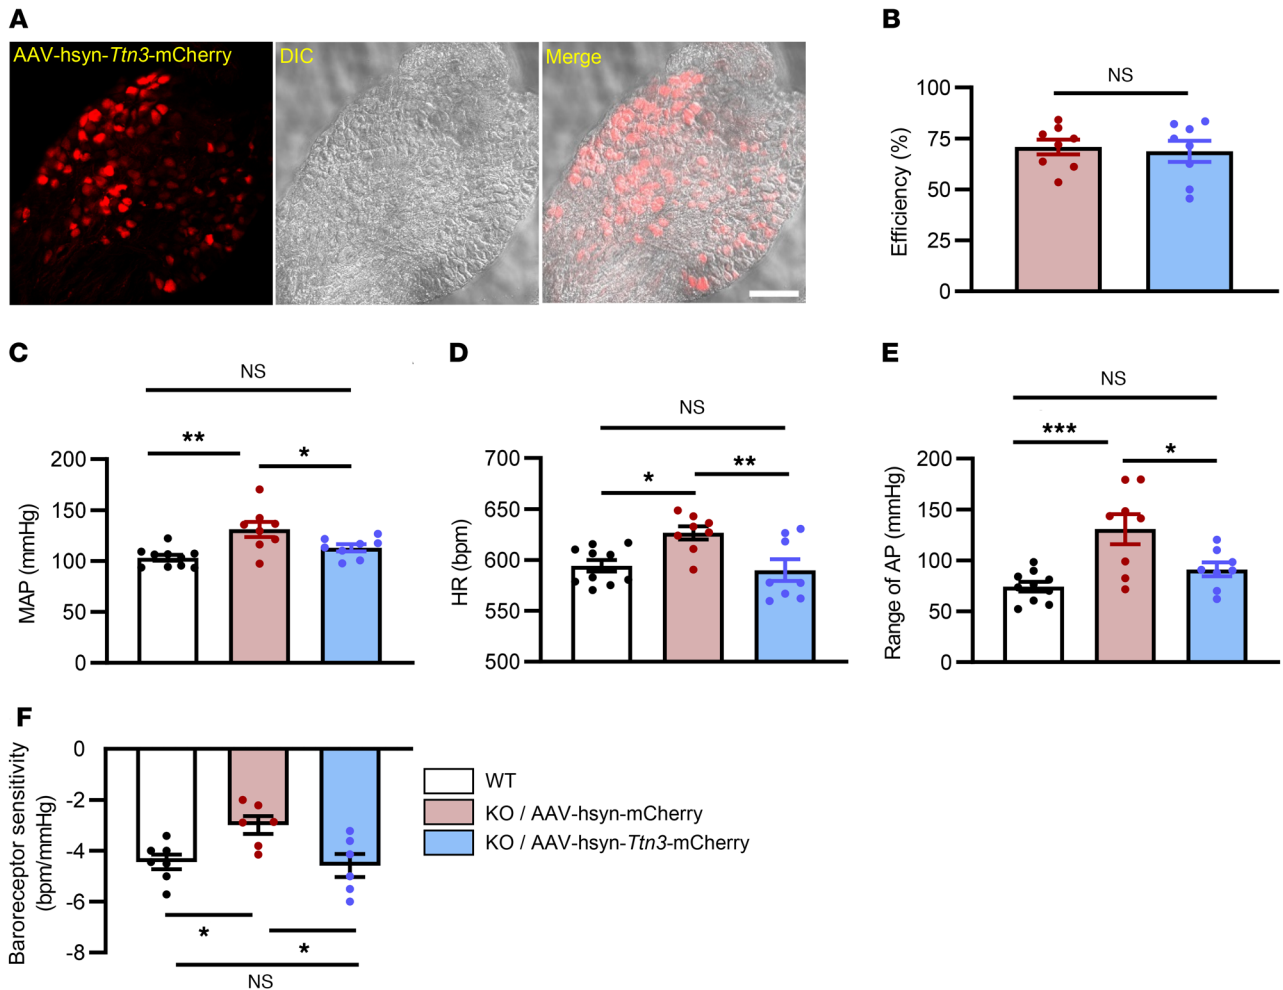 A
AAV-hsyn-Ttn3-mCherry
DIC
Merge
B
NS
100
75
50
25
0
Efficiency (%)
C
NS
**
*
200
150
100
50
0
MAP (mmHg)
D
NS
*
**
700
650
600
550
500
HR (bpm)
E
NS
***
*
200
150
100
50
0
Range of AP (mmHg)
F
0
-2
-4
-6
-8
Baroreceptor sensitivity
(bpm/mmHg)
*
*
NS
WT
KO / AAV-hsyn-mCherry
KO / AAV-hsyn-Ttn3-mCherry